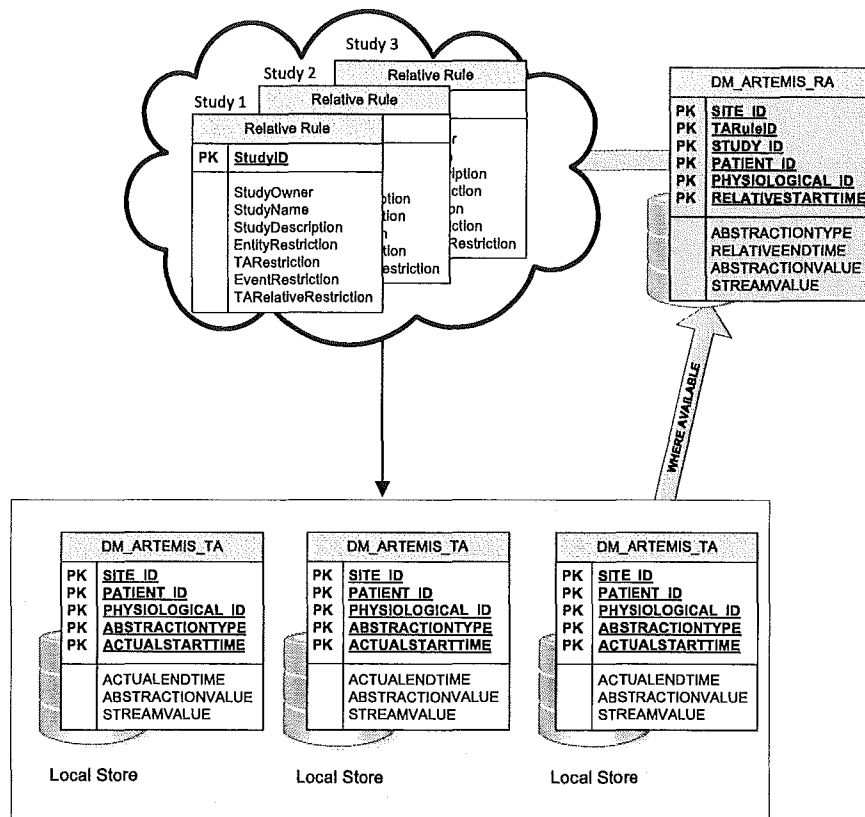 Study 3
Relative Rule
Study 2
Relative Rule
Study 1
Relative Rule
PK StudyID
StudyOwner
StudyName
StudyDescription
EntityRestriction
TARestriction
EventRestriction
TARelativeRestriction
DM_ARTEMIS_RA
PK SITE_ID
PK TARuleID
PK STUDY_ID
PK PATIENT_ID
PK PHYSIOLOGICAL_ID
PK RELATIVESTARTTIME
ABSTRACTIONTYPE
RELATIVEENDTIME
ABSTRACTIONVALUE
STREAMVALUE
WHERE AVAILABLE
DM_ARTEMIS_TA
PK SITE_ID
PK PATIENT_ID
PK PHYSIOLOGICAL_ID
PK ABSTRACTIONTYPE
PK ACTUALSTARTTIME
ACTUALENDTIME
ABSTRACTIONVALUE
STREAMVALUE
Local Store
DM_ARTEMIS_TA
PK SITE_ID
PK PATIENT_ID
PK PHYSIOLOGICAL_ID
PK ABSTRACTIONTYPE
PK ACTUALSTARTTIME
ACTUALENDTIME
ABSTRACTIONVALUE
STREAMVALUE
Local Store
DM_ARTEMIS_TA
PK SITE_ID
PK PATIENT_ID
PK PHYSIOLOGICAL_ID
PK ABSTRACTIONTYPE
PK ACTUALSTARTTIME
ACTUALENDTIME
ABSTRACTIONVALUE
STREAMVALUE
Local Store